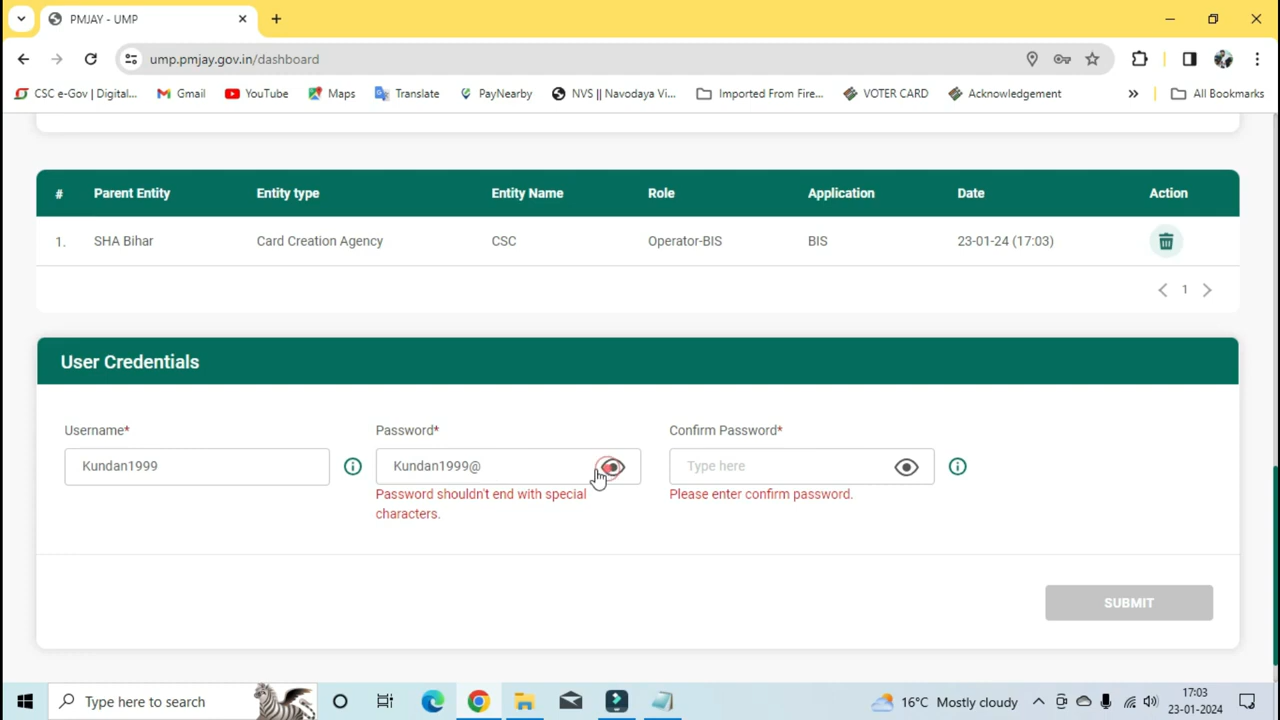 PMJAY - UMP
ump.pmjay.gov.in/dashboard
CSC e-Gov | Digital... Gmail YouTube Maps Translate PayNearby NVS || Navodaya Vi... Imported From Fire... VOTER CARD Acknowledgement » All Bookmarks
# Parent Entity Entity type Entity Name Role Application Date Action
1. SHA Bihar Card Creation Agency CSC Operator-BIS BIS 23-01-24 (17:03)
1
User Credentials
Username* Password* Confirm Password*
Kundan1999 Kundan1999@ Type here
Password shouldn't end with special Please enter confirm password.
characters.
SUBMIT
Type here to search 16°C Mostly cloudy 17:03
23-01-2024